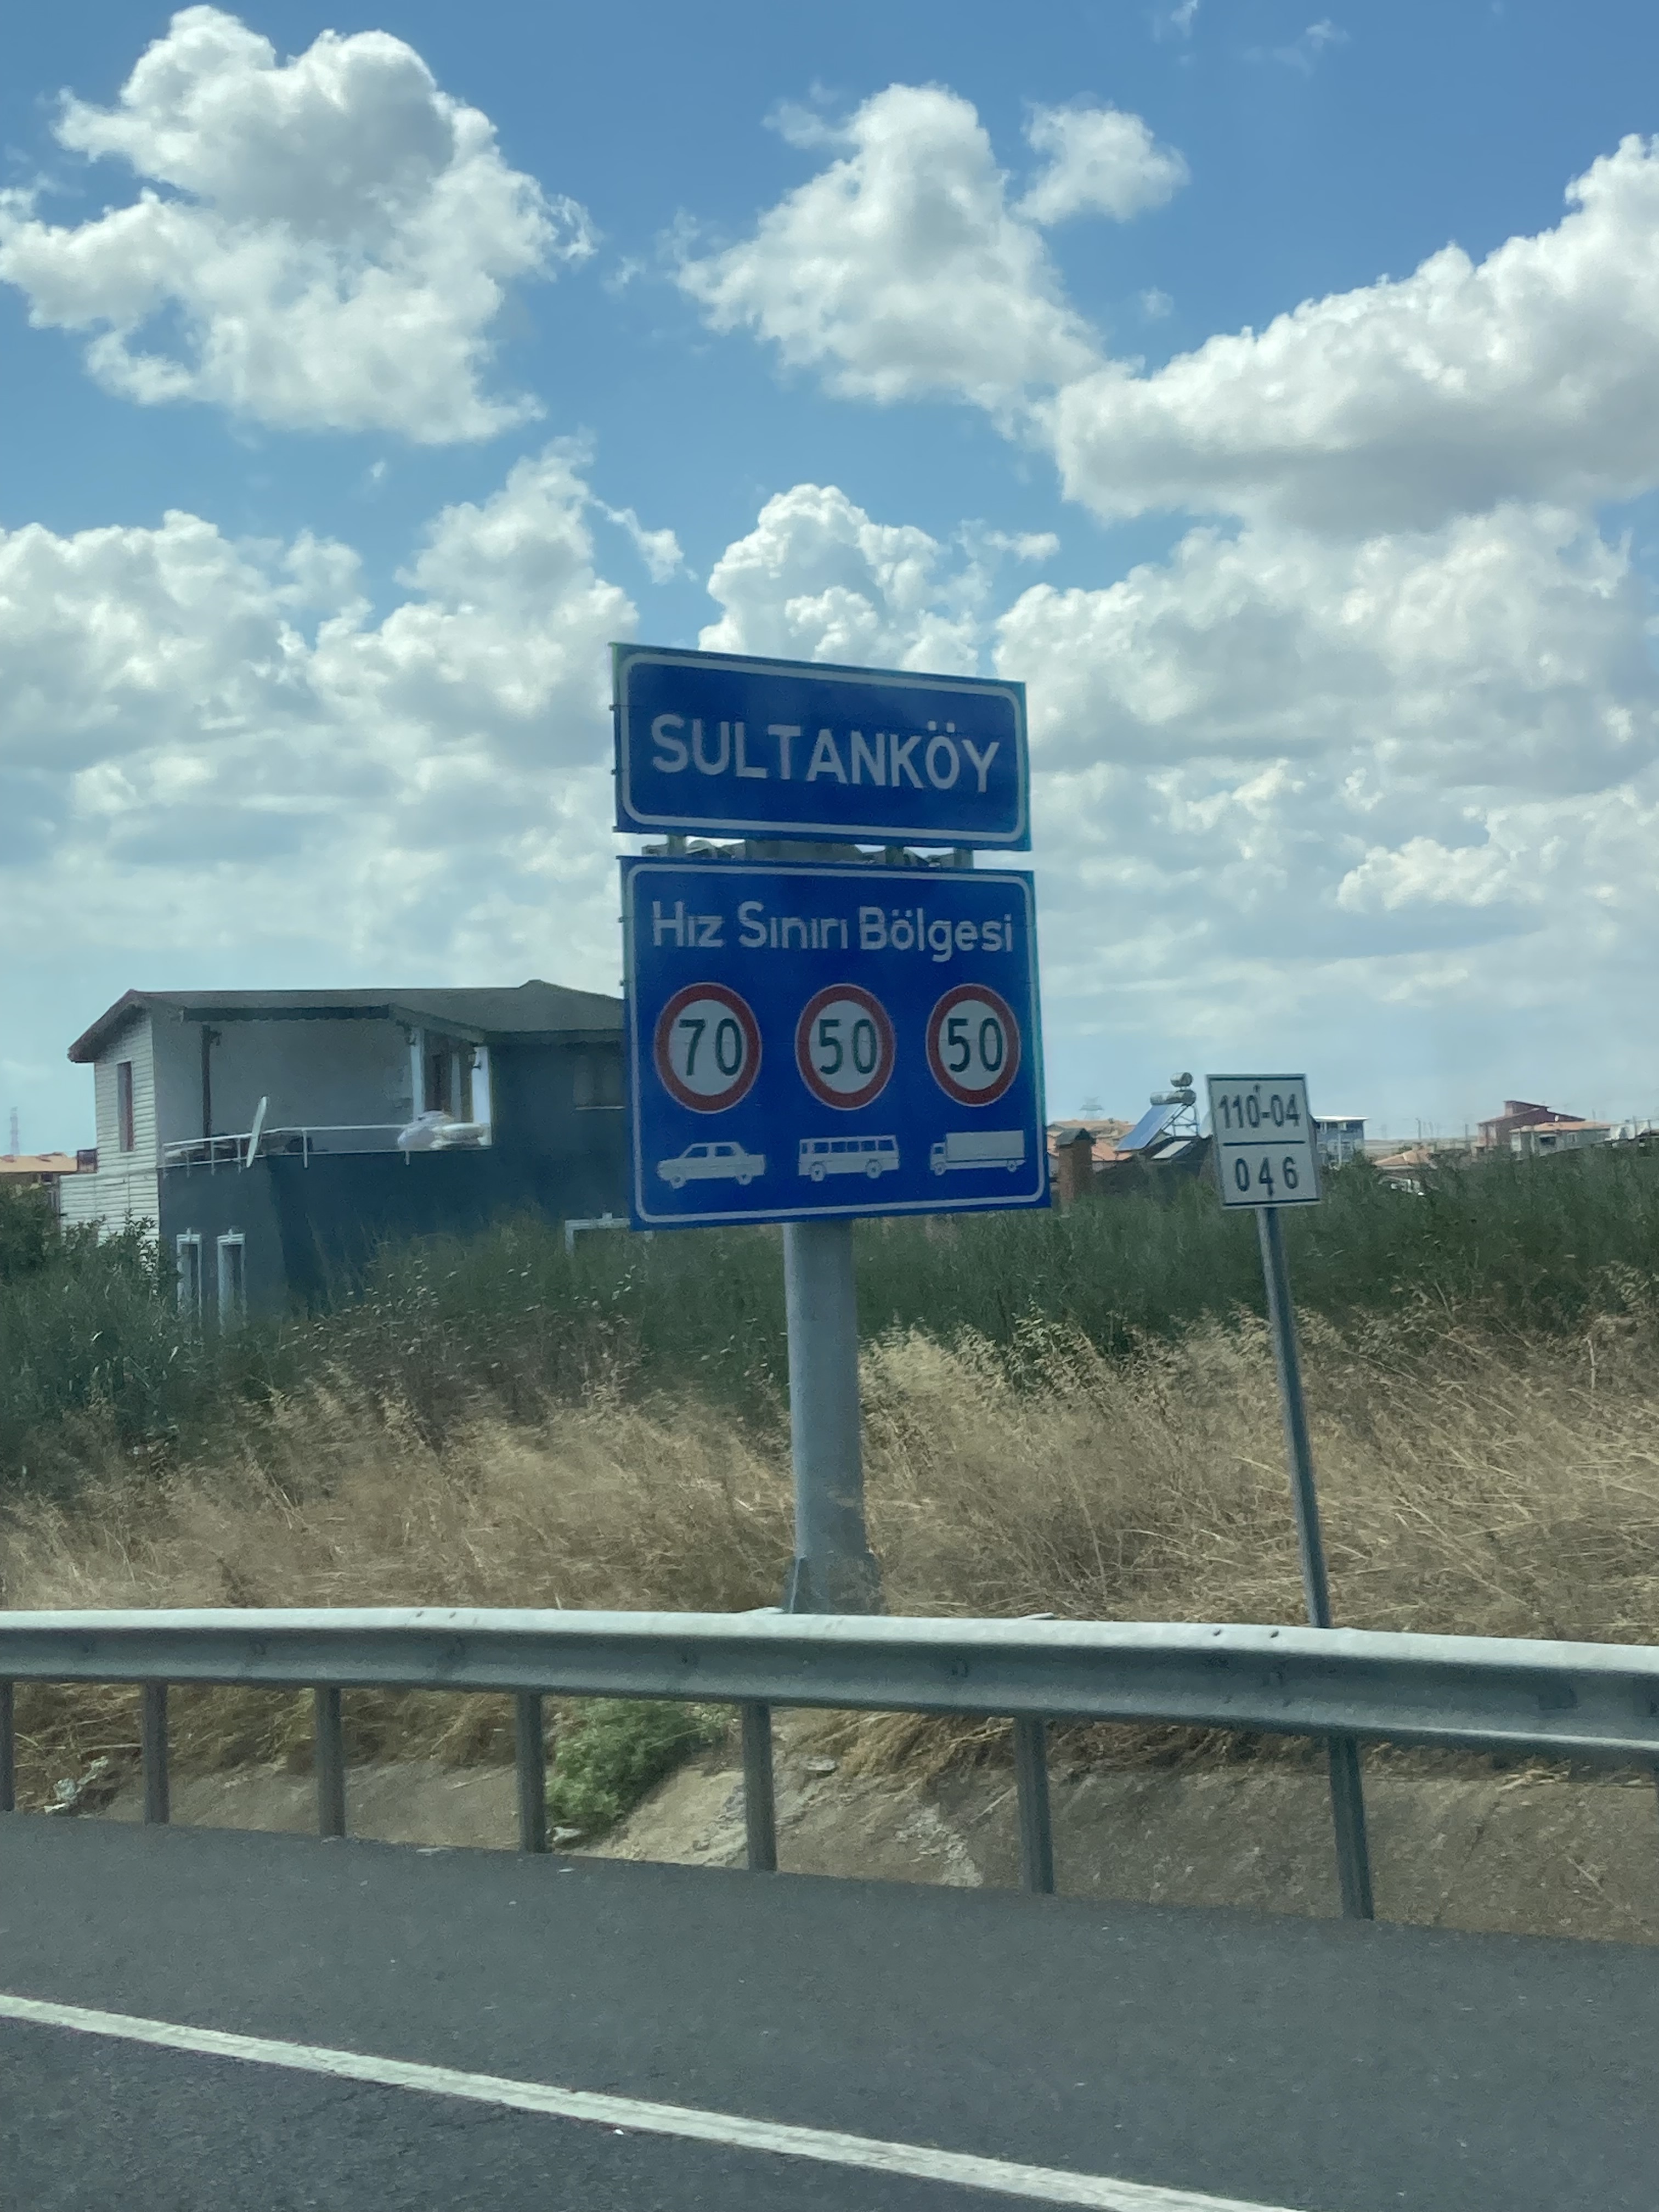 SULTANKÖY
Hız Sınırı Bölgesi
70 50 50
110-04
046